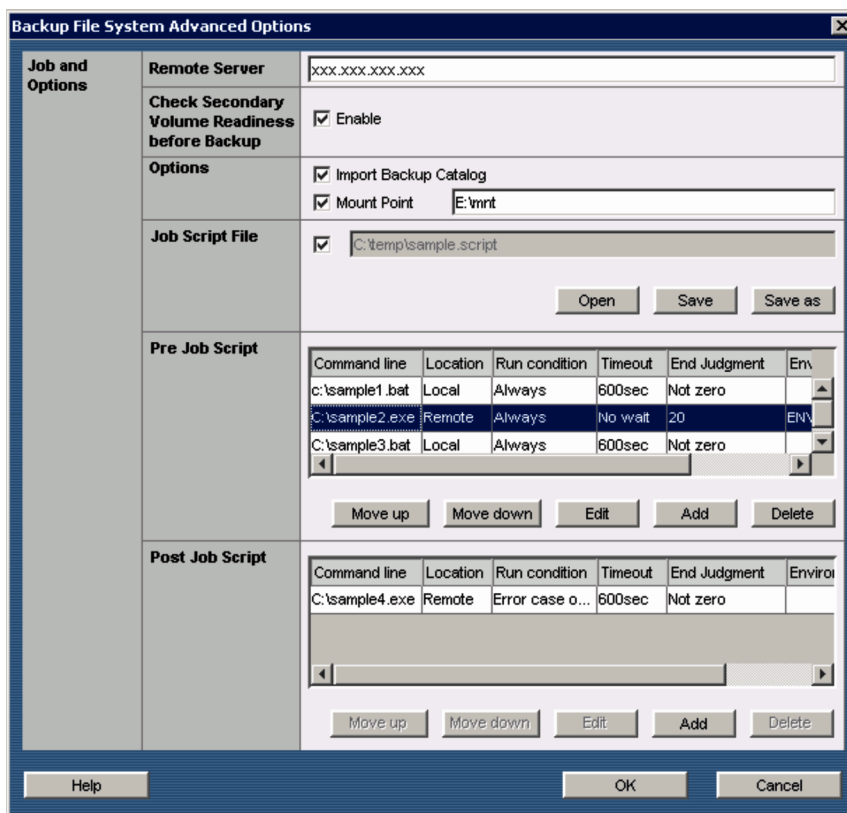 Backup File System Advanced Options
Job and
Options
Remote Server
xxx.xxx.xxx.xxx
Check Secondary
Volume Readiness
before Backup
Enable
Options
Import Backup Catalog
Mount Point E:\mnt
Job Script File
C:\temp\sample.script
Open Save Save as
Pre Job Script
Command line Location Run condition Timeout End Judgment Env
c:\sample1.bat Local Always 600sec Not zero
C:\sample2.exe Remote Always No wait 20 ENV
C:\sample3.bat Local Always 600sec Not zero
Move up Move down Edit Add Delete
Post Job Script
Command line Location Run condition Timeout End Judgment Enviro
C:\sample4.exe Remote Error case o... 600sec Not zero
Move up Move down Edit Add Delete
Help OK Cancel